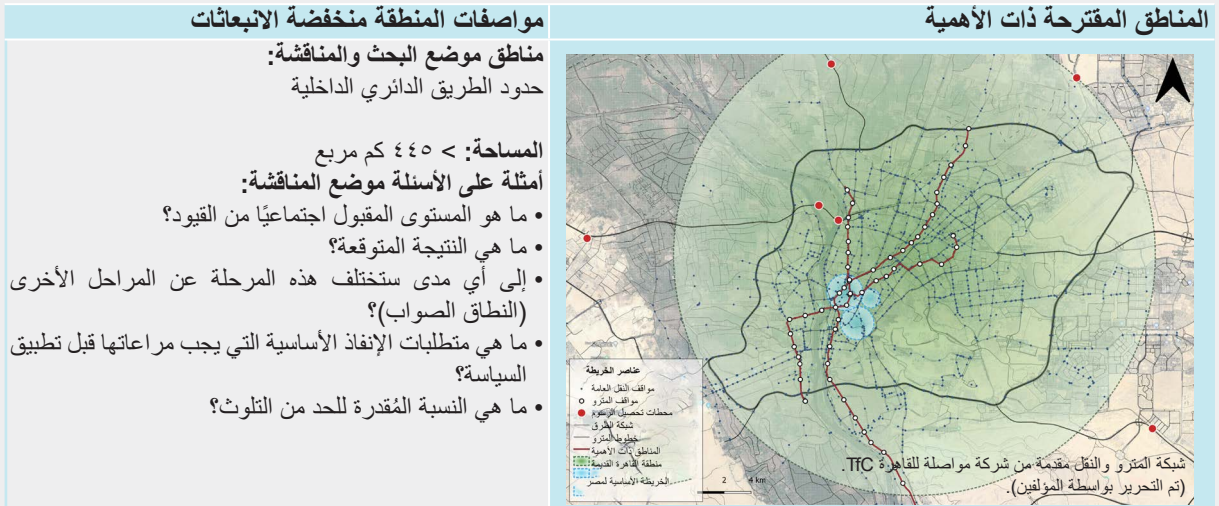 المناطق المقترحة ذات الأهمية
مواصفات المنطقة منخفضة الانبعاثات
مناطق موضع البحث والمناقشة:
حدود الطريق الدائري الداخلية
المساحة: > ٤٤٥ كم مربع
أمثلة على الأسئلة موضع المناقشة:
• ما هو المستوى المقبول اجتماعيًا من القيود؟
• ما هي النتيجة المتوقعة؟
• إلى أي مدى ستختلف هذه المرحلة عن المراحل الأخرى
(النطاق الصواب)؟
• ما هي متطلبات الإنفاذ الأساسية التي يجب مراعاتها قبل تطبيق
السياسة؟
• ما هي النسبة المُقدرة للحد من التلوث؟
عناصر الخريطة
مواقف النقل العامة
مواقف المترو
محطات تحصيل الرسوم
شبكة الطرق
خطوط المترو
المناطق ذات الأهمية
منطقة القاهرة القديمة
الخريطة الأساسية لمصر
2 4 km
شبكة المترو والنقل مقدمة من شركة مواصلة للقاهرة TfC.
(تم التحرير بواسطة المؤلفين).